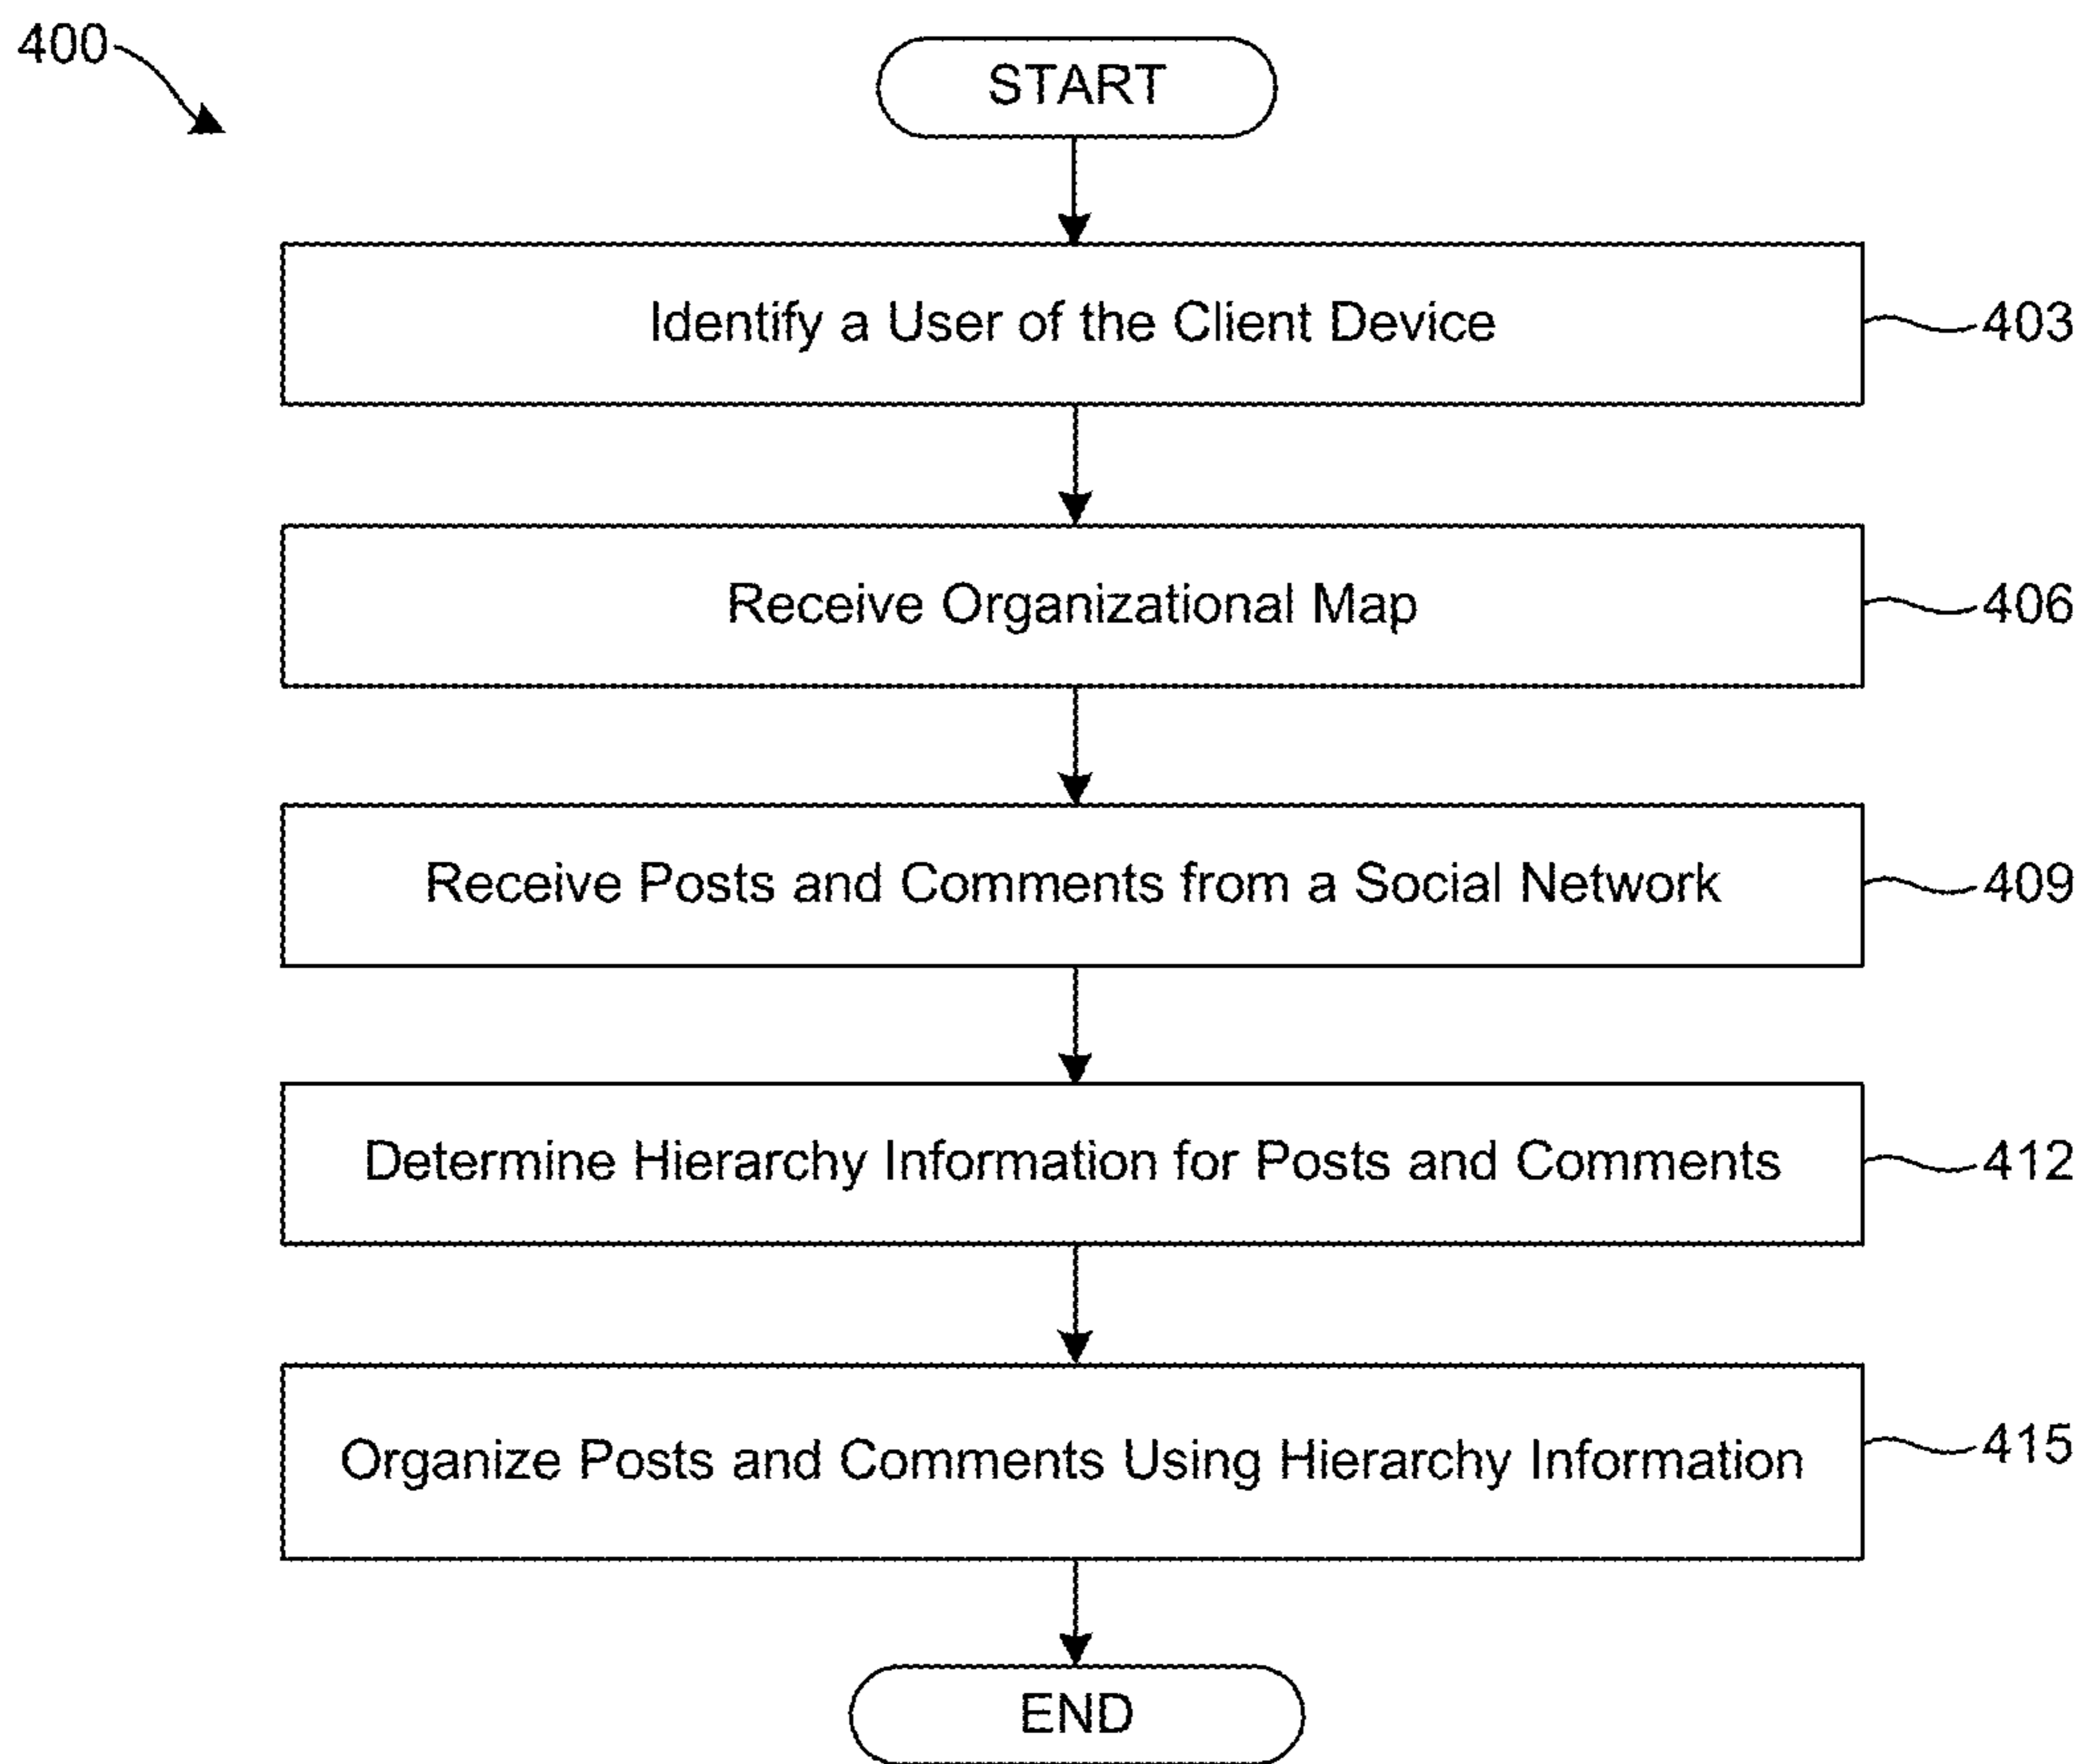 400
START
Identify a User of the Client Device
403
Receive Organizational Map
406
Receive Posts and Comments from a Social Network
409
Determine Hierarchy Information for Posts and Comments
412
Organize Posts and Comments Using Hierarchy Information
415
END